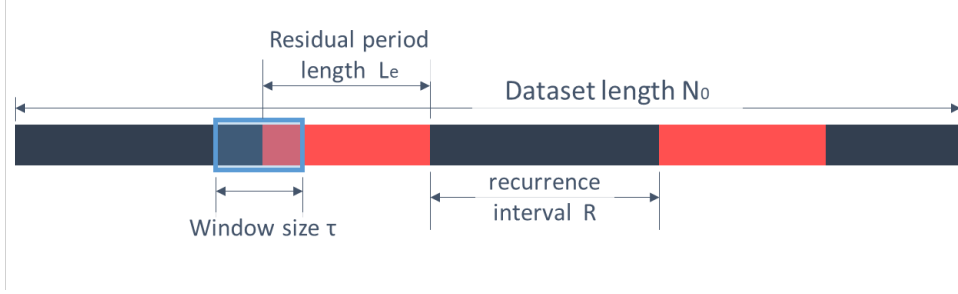 Residual period
length Le
Dataset length N0
recurrence
interval R
Window size τ